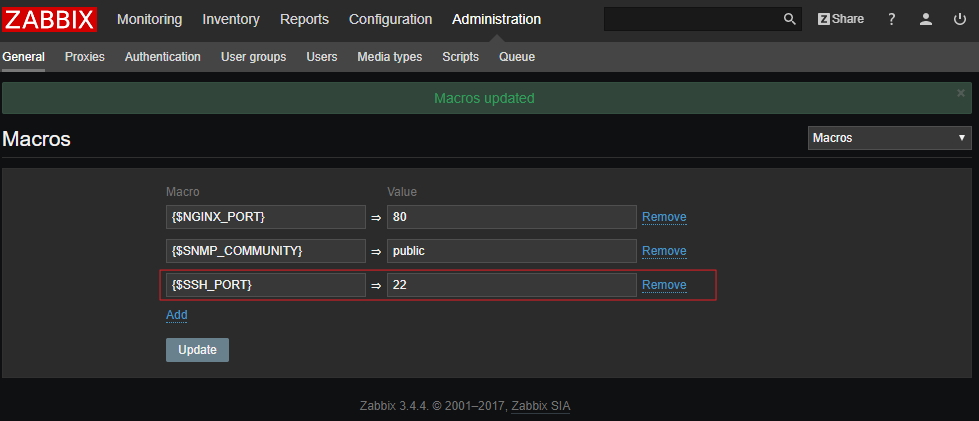 ZABBIX Monitoring Inventory Reports Configuration Administration Z Share ?
General Proxies Authentication User groups Users Media types Scripts Queue
Macros updated ×
Macros Macros ▼
Macro Value
{$NGINX_PORT} ⇒ 80 Remove
{$SNMP_COMMUNITY} ⇒ public Remove
{$SSH_PORT} ⇒ 22 Remove
Add
Update
Zabbix 3.4.4. © 2001–2017, Zabbix SIA